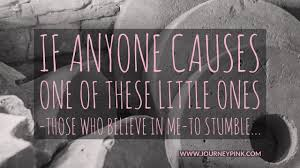 IF ANYONE CAUSES
ONE OF THESE LITTLE ONES
-THOSE WHO BELIEVE IN ME-TO STUMBLE...
WWW.JOURNEYPINK.COM